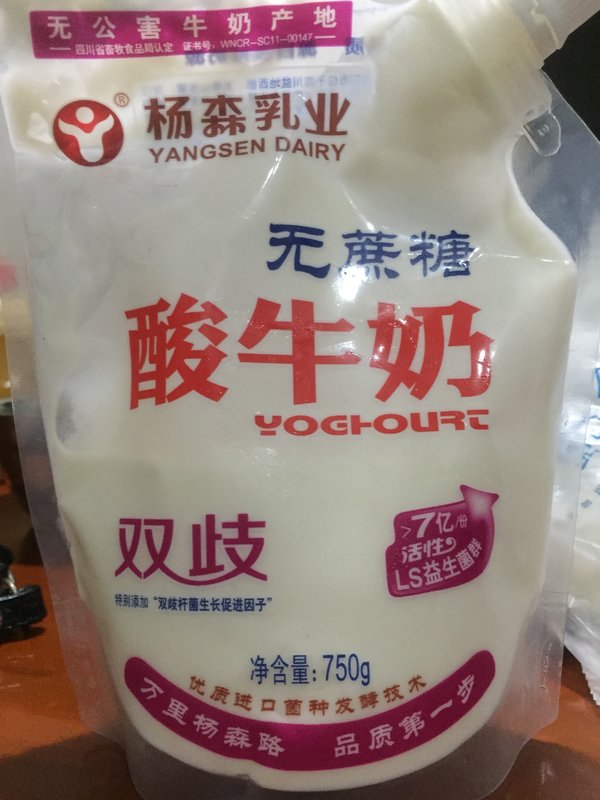 无公害牛奶产地
四川省畜牧食品局认定 证书号:WNCR-SC11-00147
®
杨森乳业
YANGSEN DAIRY
无蔗糖
酸牛奶
YOGHOURT
>7亿/份
活性
LS益生菌群
双歧
特别添加“双歧杆菌生长促进因子”
净含量:750g
优质进口菌种发酵技术
万里杨森路 品质第一步